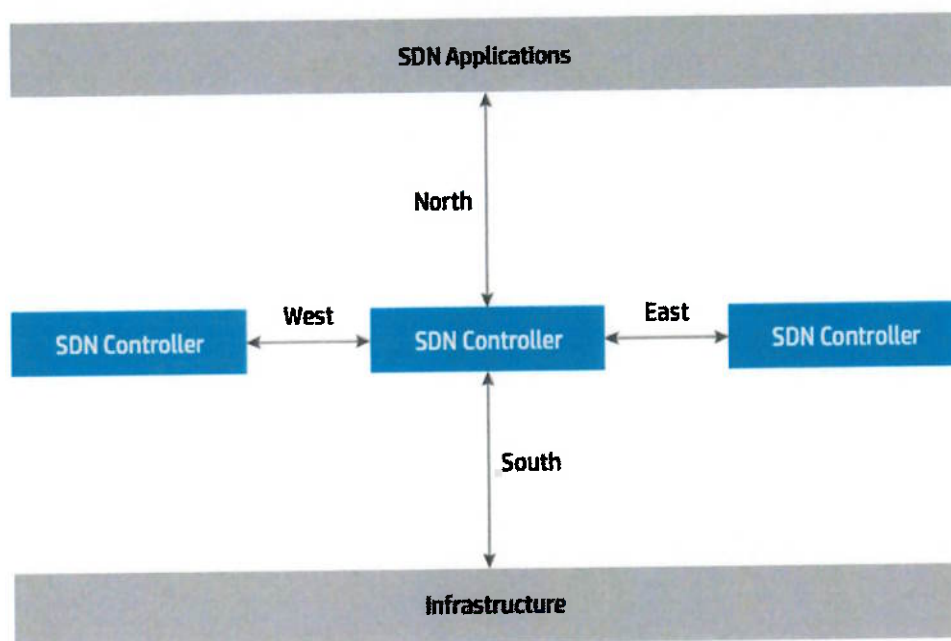 SDN Applications
North
West
East
SDN Controller
SDN Controller
SDN Controller
South
Infrastructure